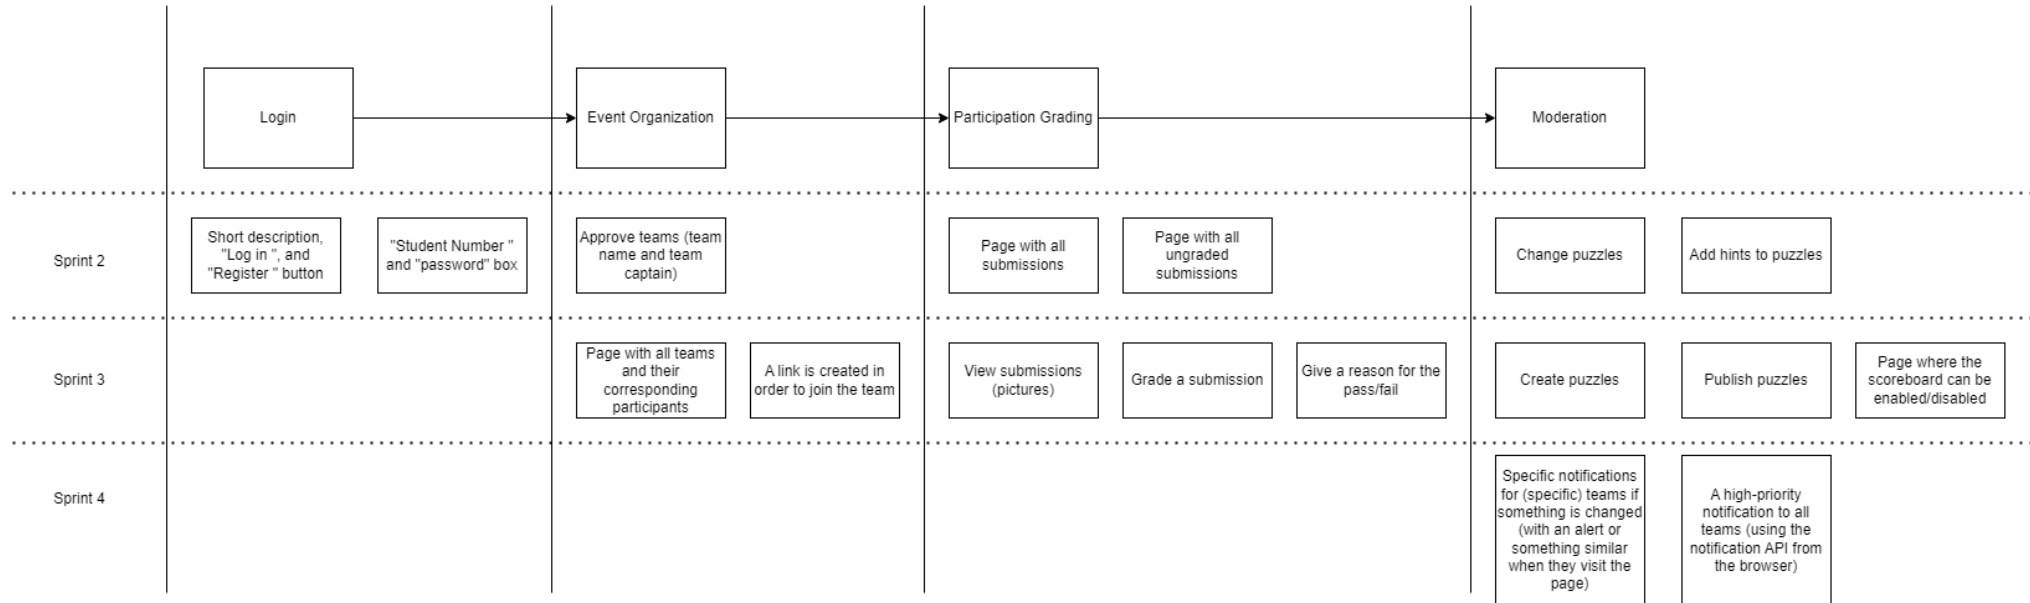 Login
Event Organization
Participation Grading
Moderation
Sprint 2
Short description,
"Log in ", and
"Register " button
"Student Number "
and "password" box
Approve teams (team
name and team
captain)
Page with all
submissions
Page with all
ungraded
submissions
Change puzzles
Add hints to puzzles
Sprint 3
Page with all teams
and their
corresponding
participants
A link is created in
order to join the team
View submissions
(pictures)
Grade a submission
Give a reason for the
pass/fail
Create puzzles
Publish puzzles
Page where the
scoreboard can be
enabled/disabled
Sprint 4
Specific notifications
for (specific) teams if
something is changed
(with an alert or
something similar
when they visit the
page)
A high-priority
notification to all
teams (using the
notification API from
the browser)